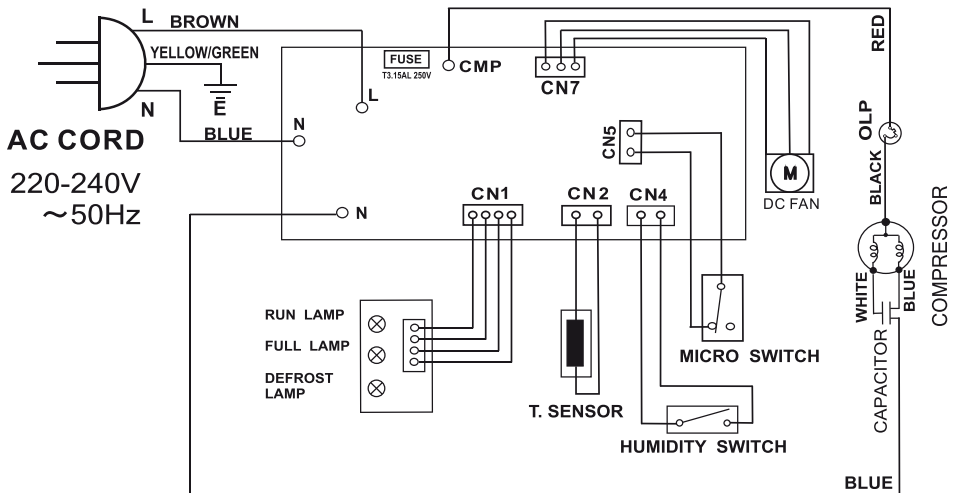 L BROWN
YELLOW/GREEN
E
N
BLUE
AC CORD
220-240V
~50Hz
FUSE
T3.15AL 250V
CMP
L
N
N
CN7
CN5
CN1
CN2
CN4
M
DC FAN
RED
OLP
BLACK
COMPRESSOR
WHITE
BLUE
CAPACITOR
BLUE
RUN LAMP
FULL LAMP
DEFROST
LAMP
T. SENSOR
MICRO SWITCH
HUMIDITY SWITCH